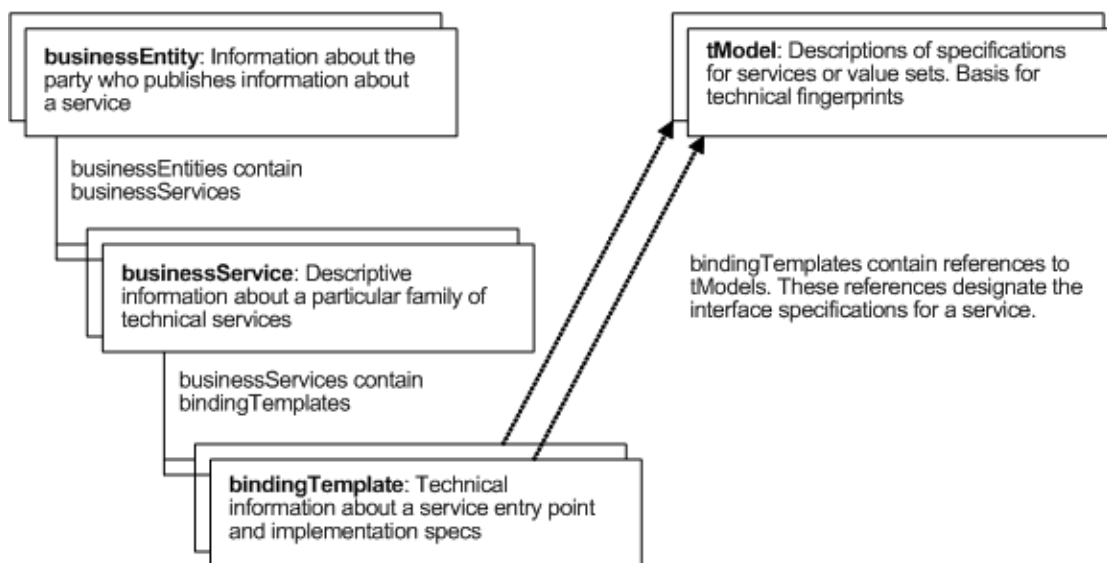 businessEntity: Information about the
party who publishes information about
a service
tModel: Descriptions of specifications
for services or value sets. Basis for
technical fingerprints
businessEntities contain
businessServices
businessService: Descriptive
information about a particular family of
technical services
bindingTemplates contain references to
tModels. These references designate the
interface specifications for a service.
businessServices contain
bindingTemplates
bindingTemplate: Technical
information about a service entry point
and implementation specs